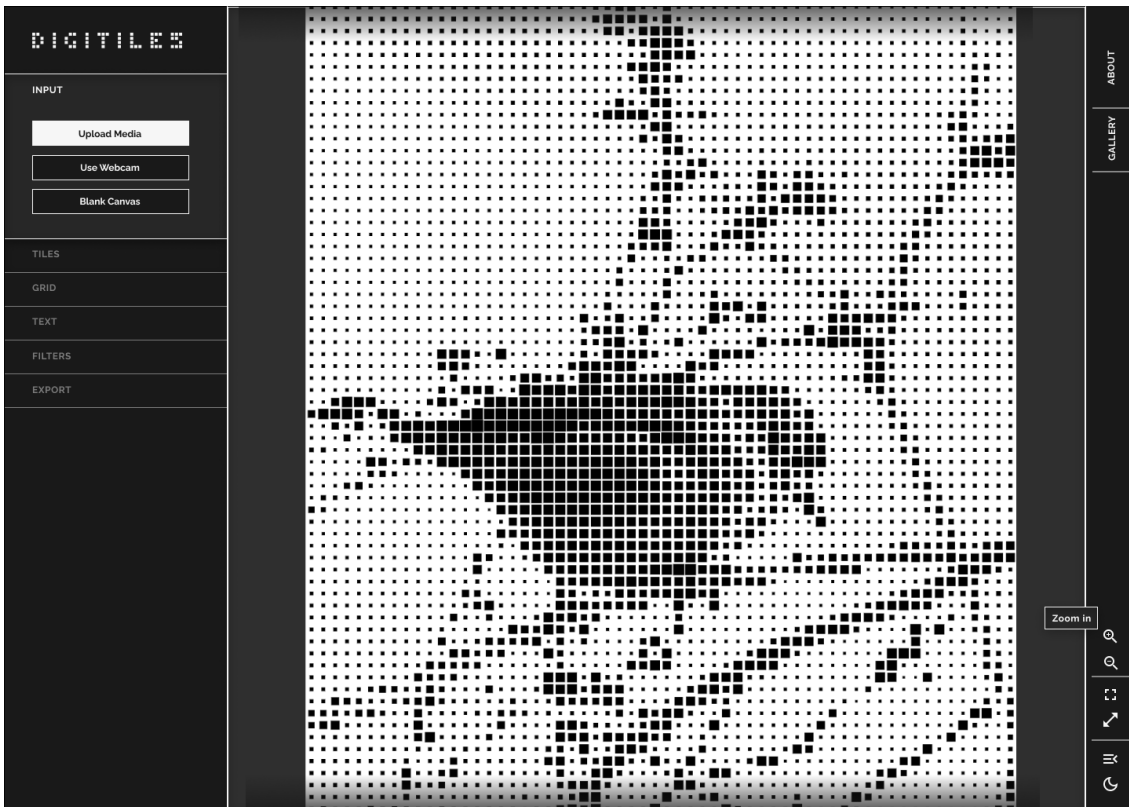 DIGITILES
INPUT
Upload Media
Use Webcam
Blank Canvas
TILES
GRID
TEXT
FILTERS
EXPORT
ABOUT
GALLERY
Zoom in